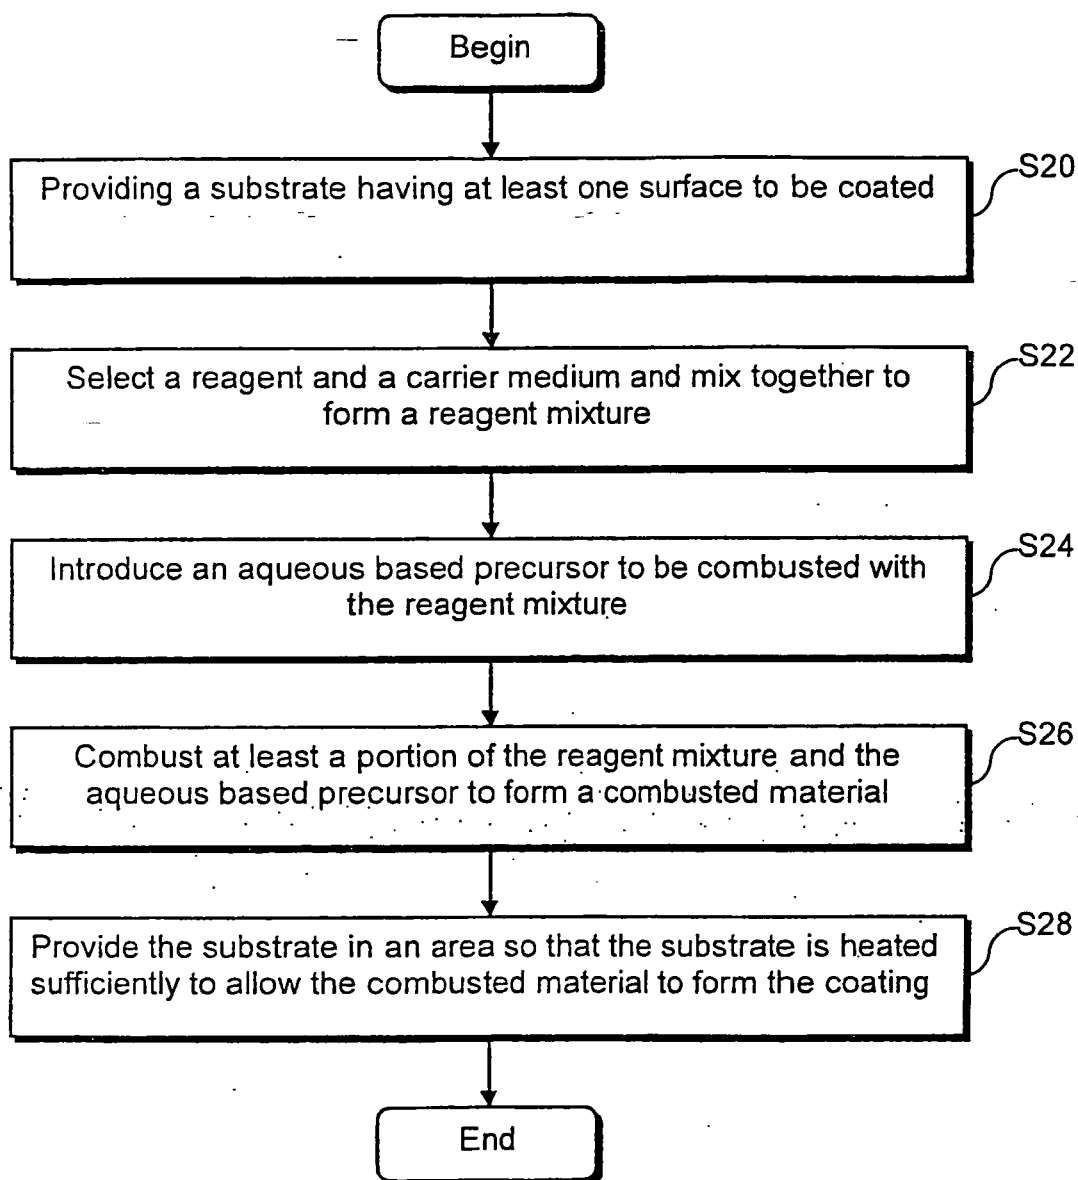 Begin
Providing a substrate having at least one surface to be coated
S20
Select a reagent and a carrier medium and mix together to
form a reagent mixture
S22
Introduce an aqueous based precursor to be combusted with
the reagent mixture
S24
Combust at least a portion of the reagent mixture and the
aqueous based precursor to form a combusted material
S26
Provide the substrate in an area so that the substrate is heated
sufficiently to allow the combusted material to form the coating
S28
End